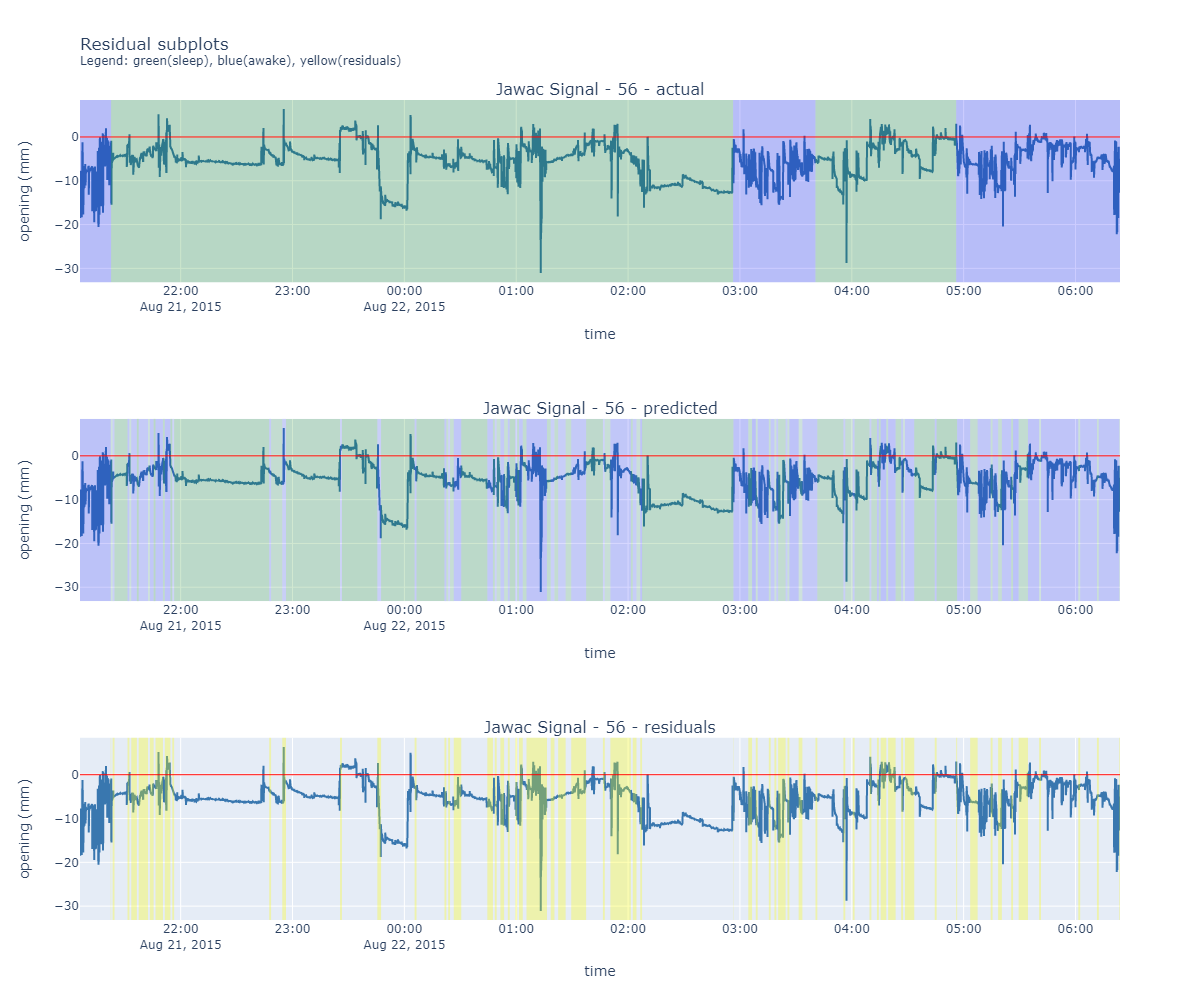 Residual subplots
Legend: green(sleep), blue(awake), yellow(residuals)
Jawac Signal - 56 - actual
opening (mm)
0
−10
−20
−30
22:00 23:00 00:00 01:00 02:00 03:00 04:00 05:00 06:00
Aug 21, 2015 Aug 22, 2015
time
Jawac Signal - 56 - predicted
opening (mm)
0
−10
−20
−30
22:00 23:00 00:00 01:00 02:00 03:00 04:00 05:00 06:00
Aug 21, 2015 Aug 22, 2015
time
Jawac Signal - 56 - residuals
opening (mm)
0
−10
−20
−30
22:00 23:00 00:00 01:00 02:00 03:00 04:00 05:00 06:00
Aug 21, 2015 Aug 22, 2015
time